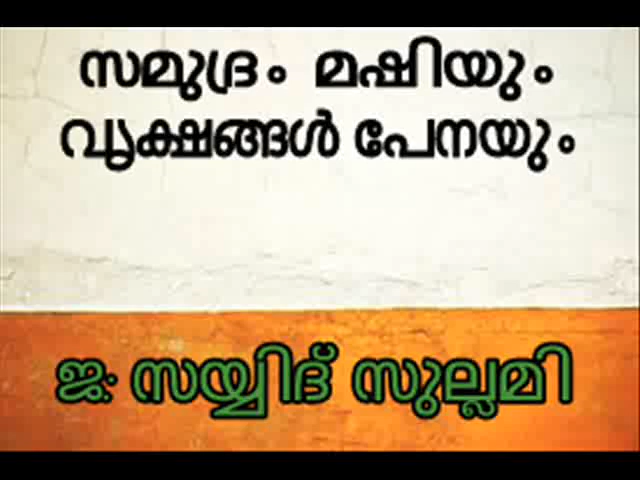 സമുദ്രം മഷിയും
വൃക്ഷങ്ങൾ പേനയും
ജ: സയ്യിദ് സുല്ലമി